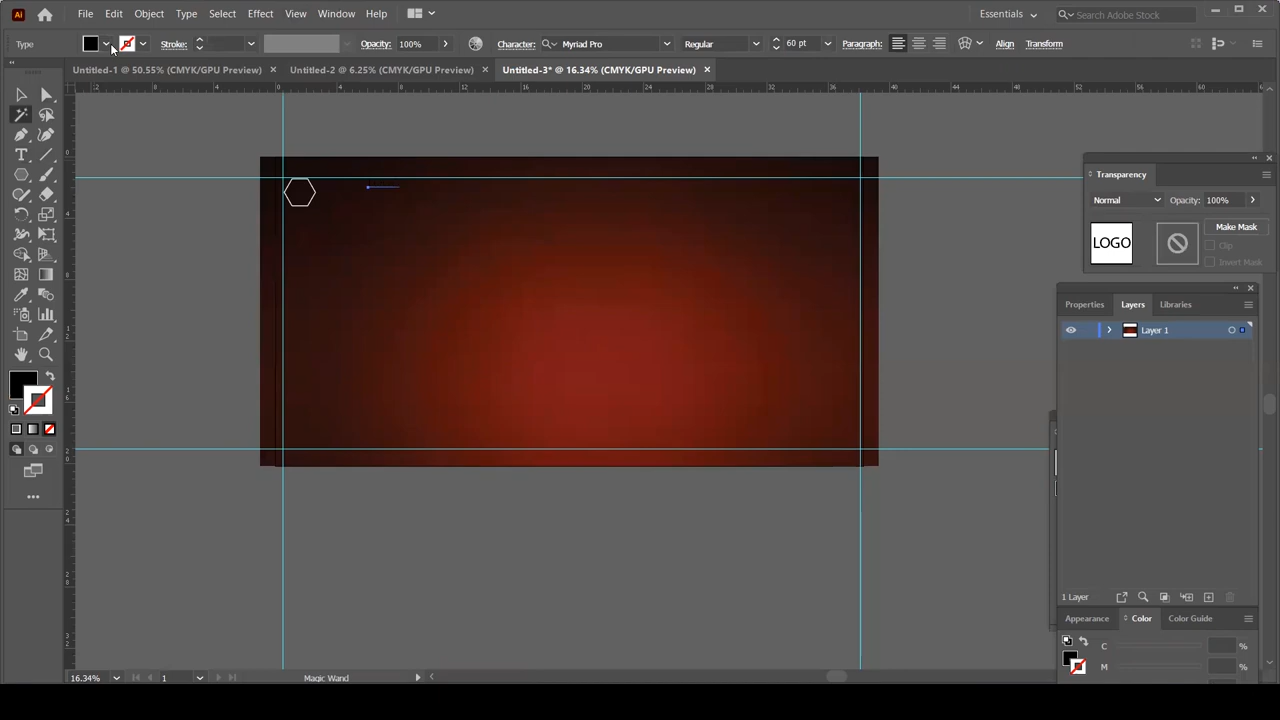 Ai File Edit Object Type Select Effect View Window Help Essentials Search Adobe Stock
Type Stroke: Opacity: 100% Character: Myriad Pro Regular 60 pt Paragraph: Align Transform
Untitled-1 @ 50.55% (CMYK/GPU Preview) Untitled-2 @ 6.25% (CMYK/GPU Preview) Untitled-3* @ 16.34% (CMYK/GPU Preview)
Transparency
Normal Opacity: 100%
LOGO Make Mask
Clip
Invert Mask
Properties Layers Libraries
Layer 1
1 Layer
Appearance Color Color Guide
C %
M %
16.34% 1 Magic Wand